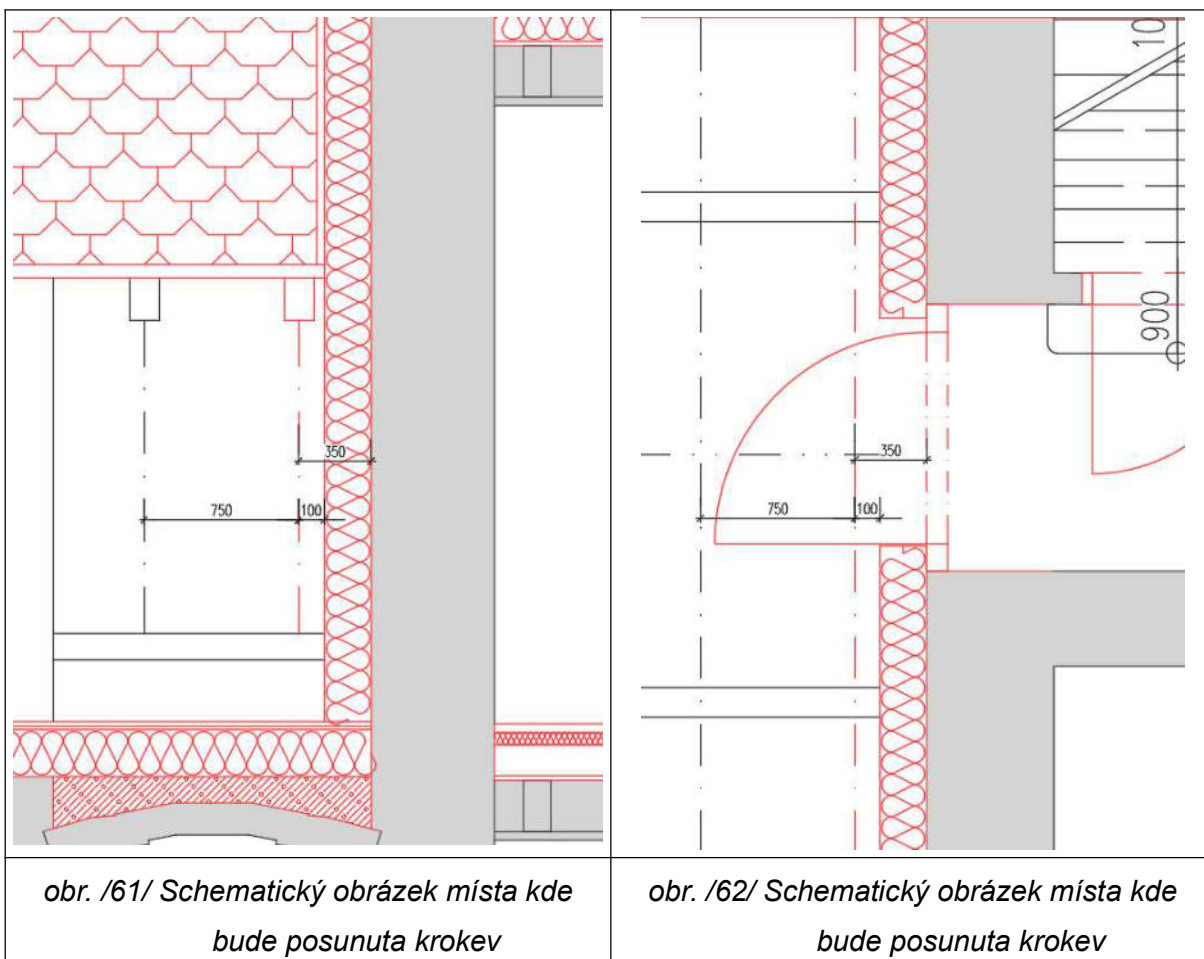 350
750
100
10
900
350
750
100
obr. /61/ Schematický obrázek místa kde
bude posunuta krokev
obr. /62/ Schematický obrázek místa kde
bude posunuta krokev